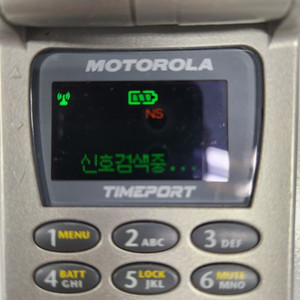 MOTOROLA
NS
신호검색중...
TIMEPORT
1 MENU 2 ABC 3 DEF
4 BATT GHI 5 LOCK JKL 6 MUTE MNO